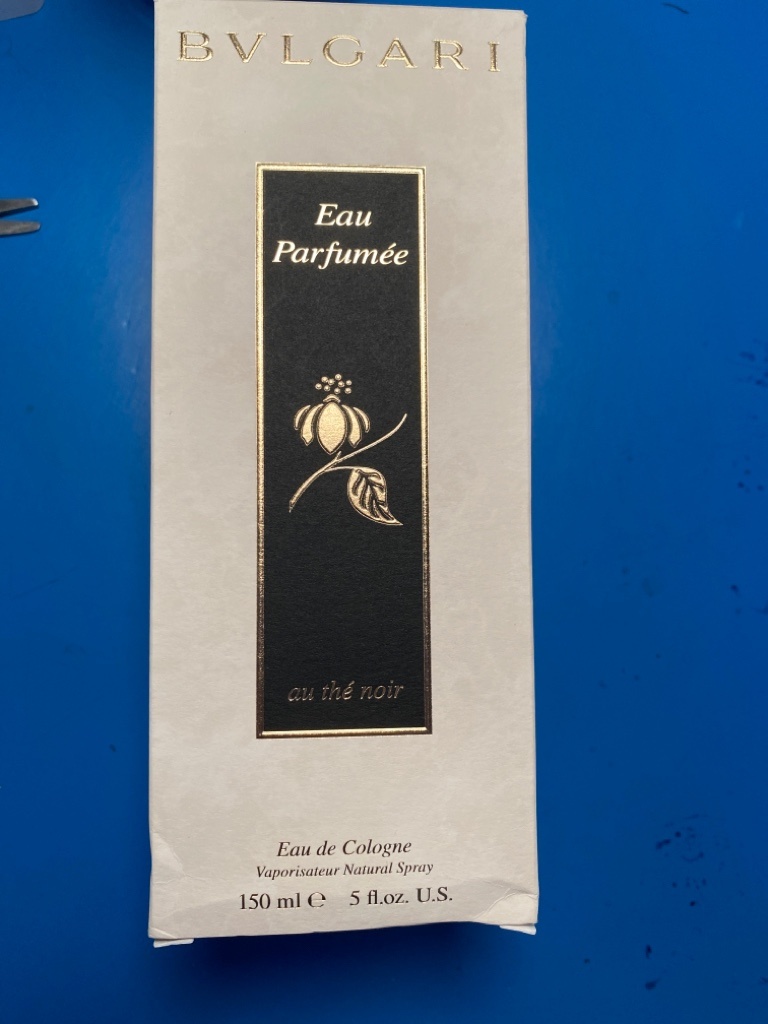 BVLGARI
Eau
Parfumée
au thé noir
Eau de Cologne
Vaporisateur Natural Spray
150 ml ℮ 5 fl.oz. U.S.